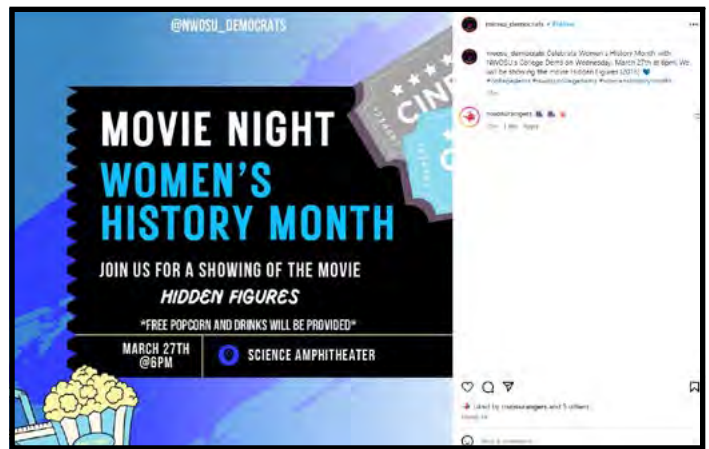 @NWOSU_DEMOCRATS
CINE
MOVIE NIGHT
WOMEN'S
HISTORY MONTH
JOIN US FOR A SHOWING OF THE MOVIE
HIDDEN FIGURES
*FREE POPCORN AND DRINKS WILL BE PROVIDED*
MARCH 27TH
@6PM
SCIENCE AMPHITHEATER
nwosu_democrats • Follow
nwosu_democrats Celebrate Women's History Month with
NWOSU's College Dems on Wednesday, March 27th at 6pm. We
will be showing the movie Hidden Figures (2016) 💙
nwosurangers
Liked by nwosurangers and 5 others